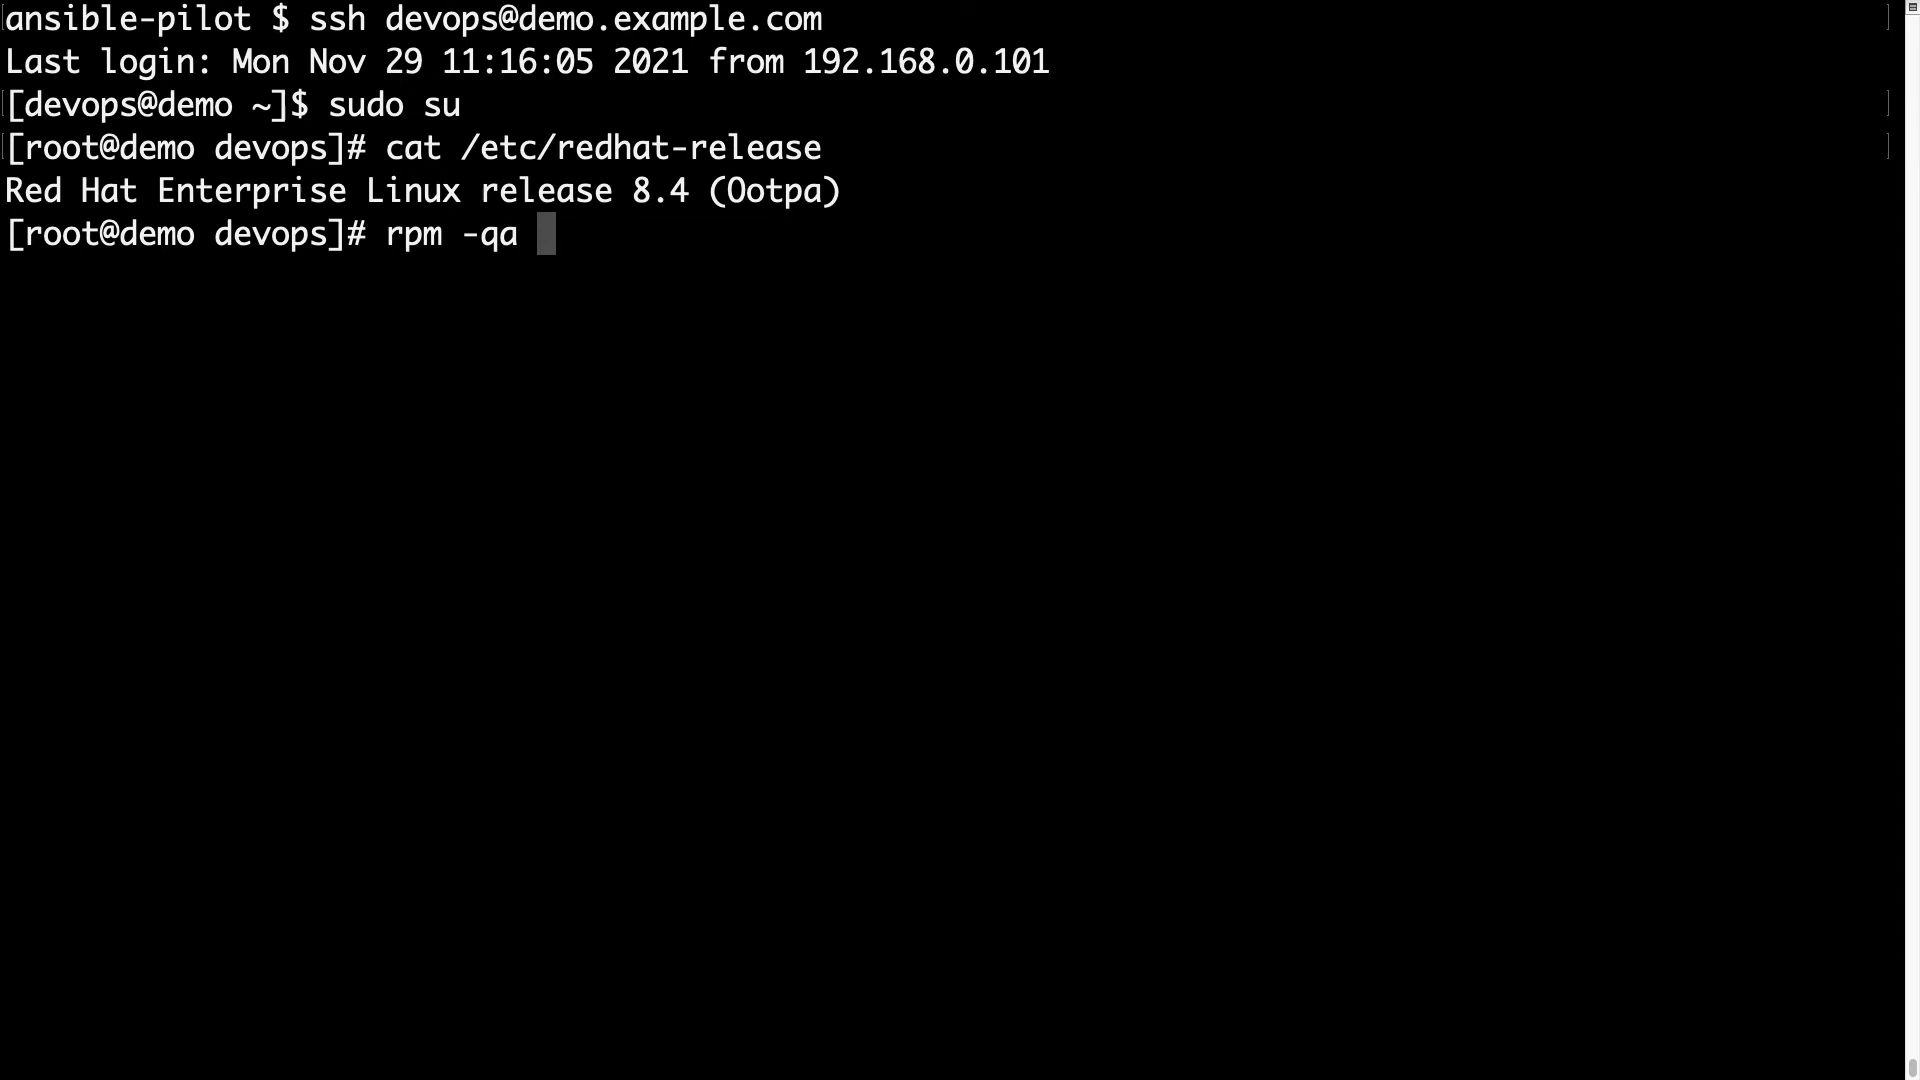 ansible-pilot $ ssh devops@demo.example.com
Last login: Mon Nov 29 11:16:05 2021 from 192.168.0.101
[devops@demo ~]$ sudo su
[root@demo devops]# cat /etc/redhat-release
Red Hat Enterprise Linux release 8.4 (Ootpa)
[root@demo devops]# rpm -qa